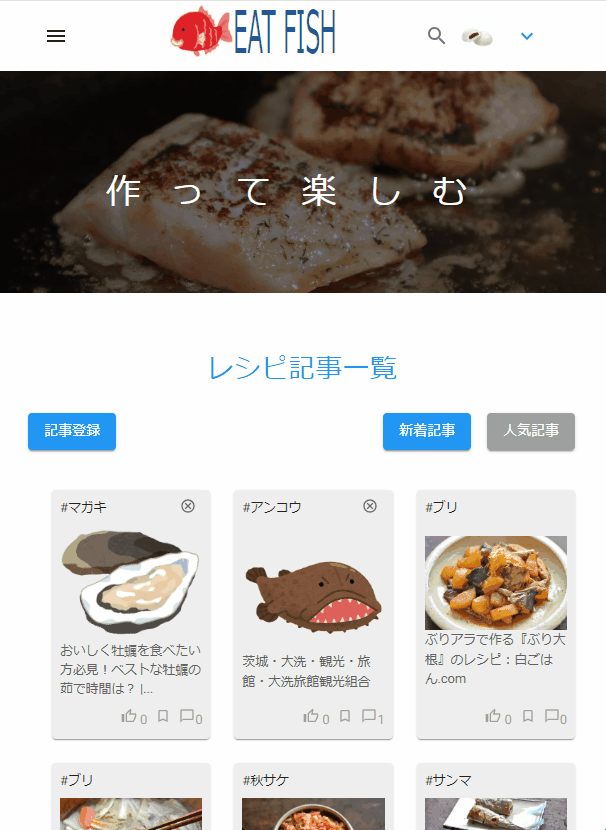 EAT FISH
作って楽しむ
レシピ記事一覧
記事登録
新着記事
人気記事
#マガキ
おいしく牡蠣を食べたい
方必見！ベストな牡蠣の
茹で時間は？ |...
0
0
#アンコウ
茨城・大洗・観光・旅
館・大洗旅館観光組合
0
1
#ブリ
ぶりアラで作る『ぶり大
根』のレシピ：白ごは
ん.com
0
0
#ブリ
#秋サケ
#サンマ